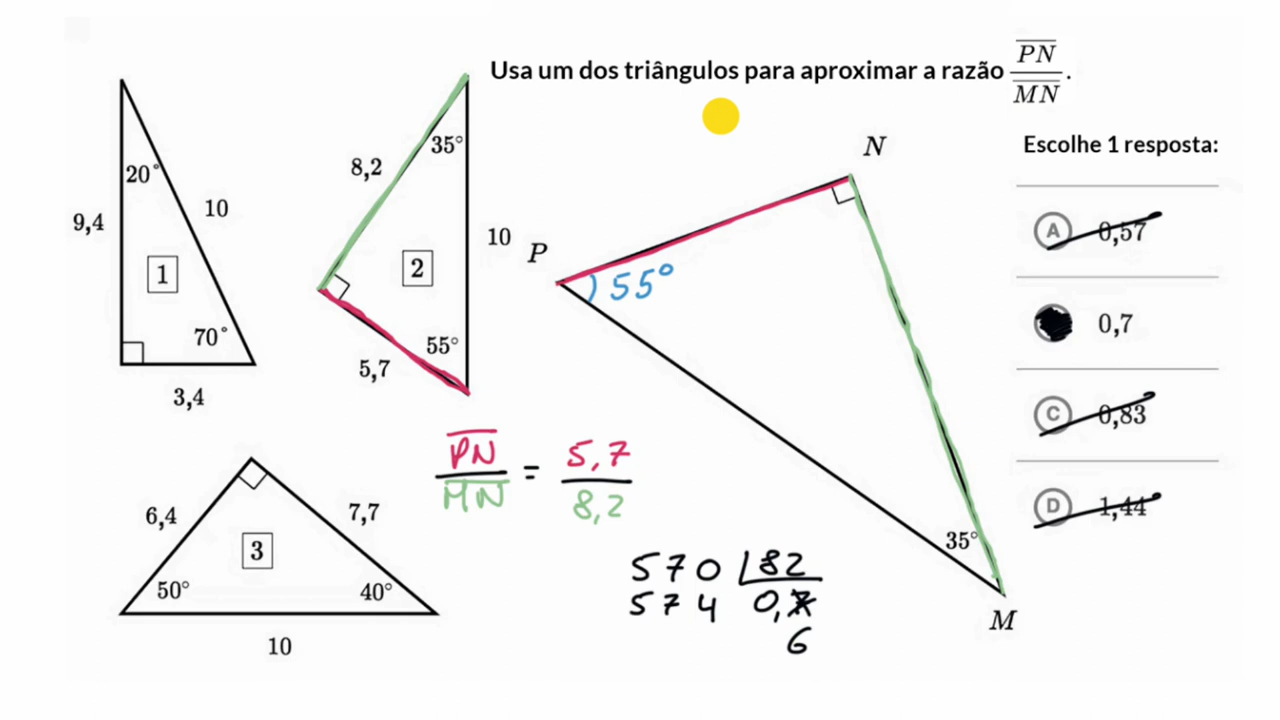 Usa um dos triângulos para aproximar a razão PN/MN.
Escolhe 1 resposta:
A 0,57
0,7
C 0,83
D 1,44
20°
9,4
10
1
70°
3,4
35°
8,2
10
2
55°
5,7
N
P
55°
35°
M
PN/MN = 5,7/8,2
570 82
574 0,7
6
6,4
7,7
3
50°
40°
10